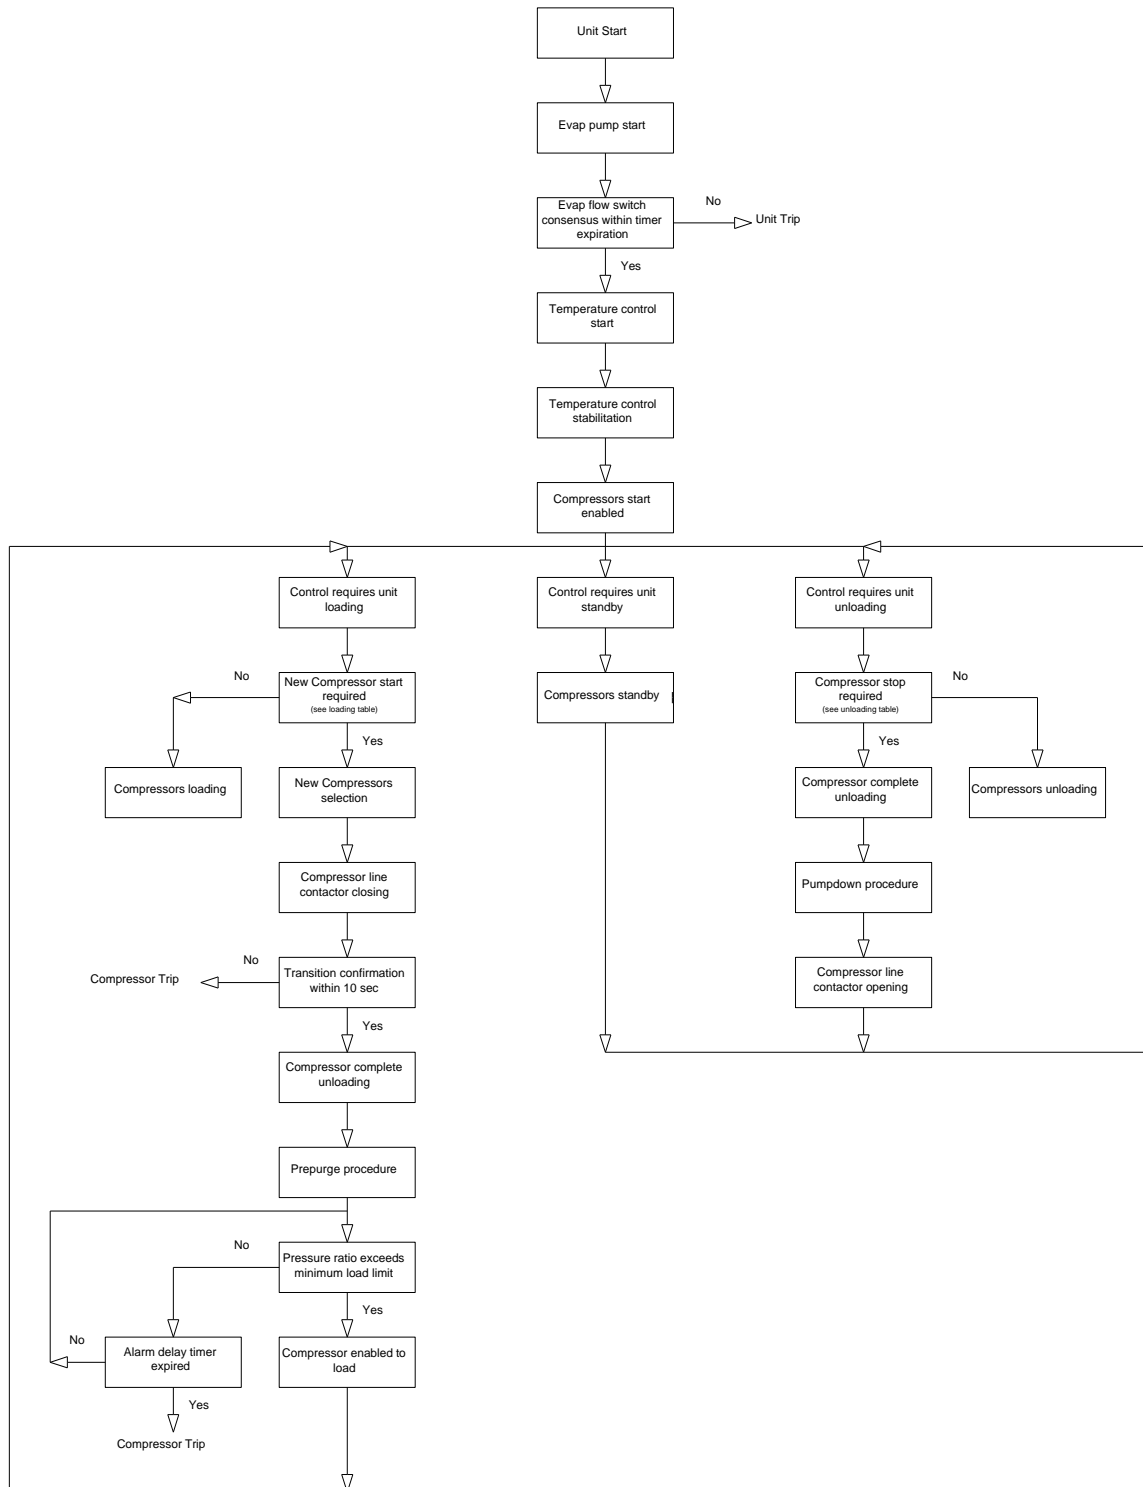 Unit Start
Evap pump start
Evap flow switch
consensus within timer
expiration
No
Unit Trip
Yes
Temperature control
start
Temperature control
stabilitation
Compressors start
enabled
Control requires unit
loading
Control requires unit
standby
Control requires unit
unloading
No
New Compressor start
required
(see loading table)
Compressors standby
Compressor stop
required
(see unloading table)
No
Yes
Yes
Compressors loading
New Compressors
selection
Compressor complete
unloading
Compressors unloading
Compressor line
contactor closing
Pumpdown procedure
Compressor Trip
No
Transition confirmation
within 10 sec
Compressor line
contactor opening
Yes
Compressor complete
unloading
Prepurge procedure
No
Pressure ratio exceeds
minimum load limit
Yes
No
Alarm delay timer
expired
Compressor enabled to
load
Yes
Compressor Trip